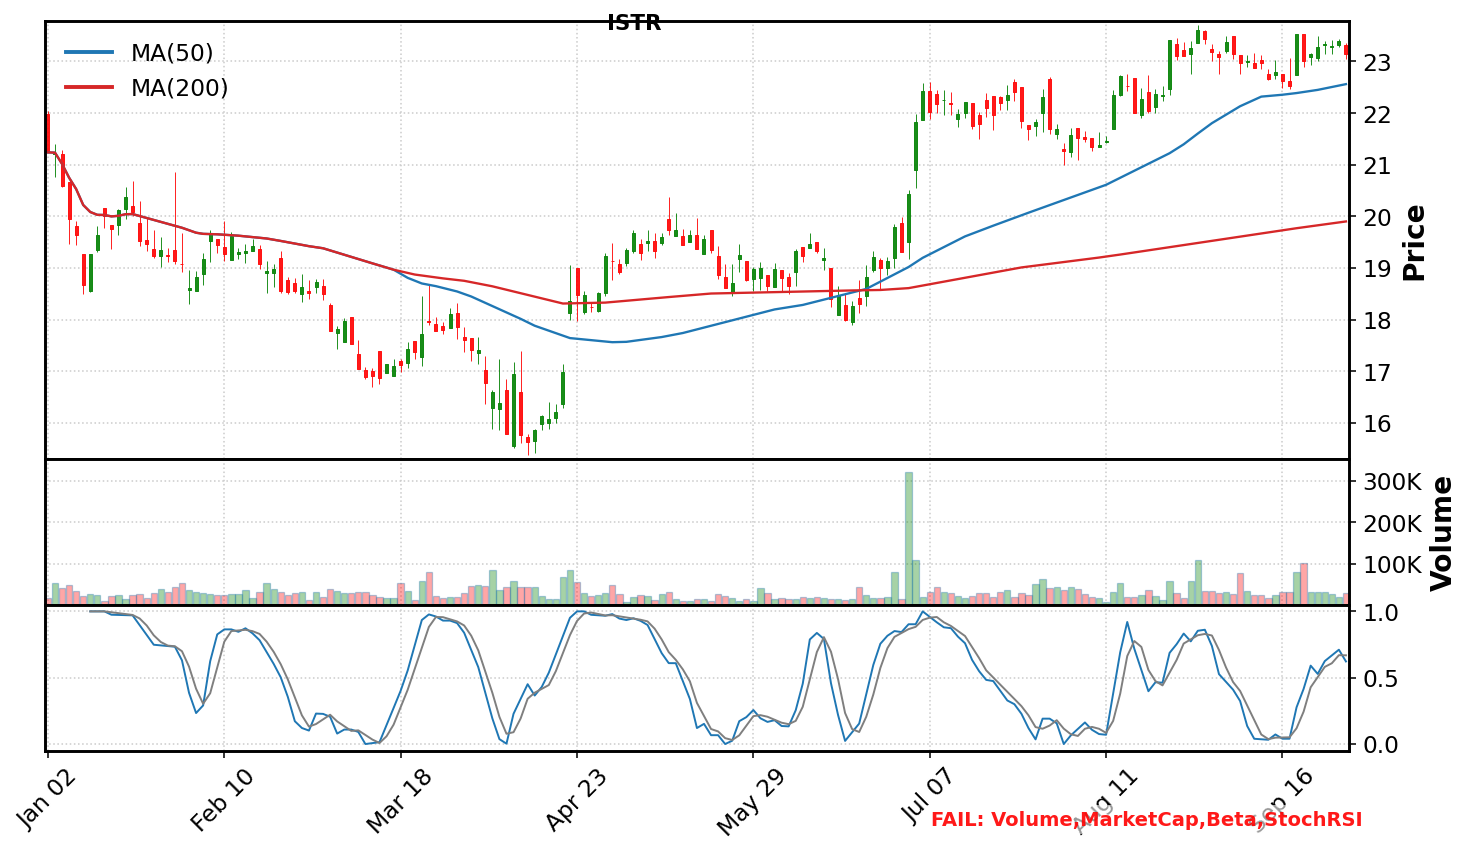 ISTR
MA(50)
MA(200)
23
22
21
20
19
18
17
16
Price
300K
200K
100K
Volume
1.0
0.5
0.0
Jan 02
Feb 10
Mar 18
Apr 23
May 29
Jul 07
Aug 11
Sep 16
FAIL: Volume,MarketCap,Beta,StochRSI